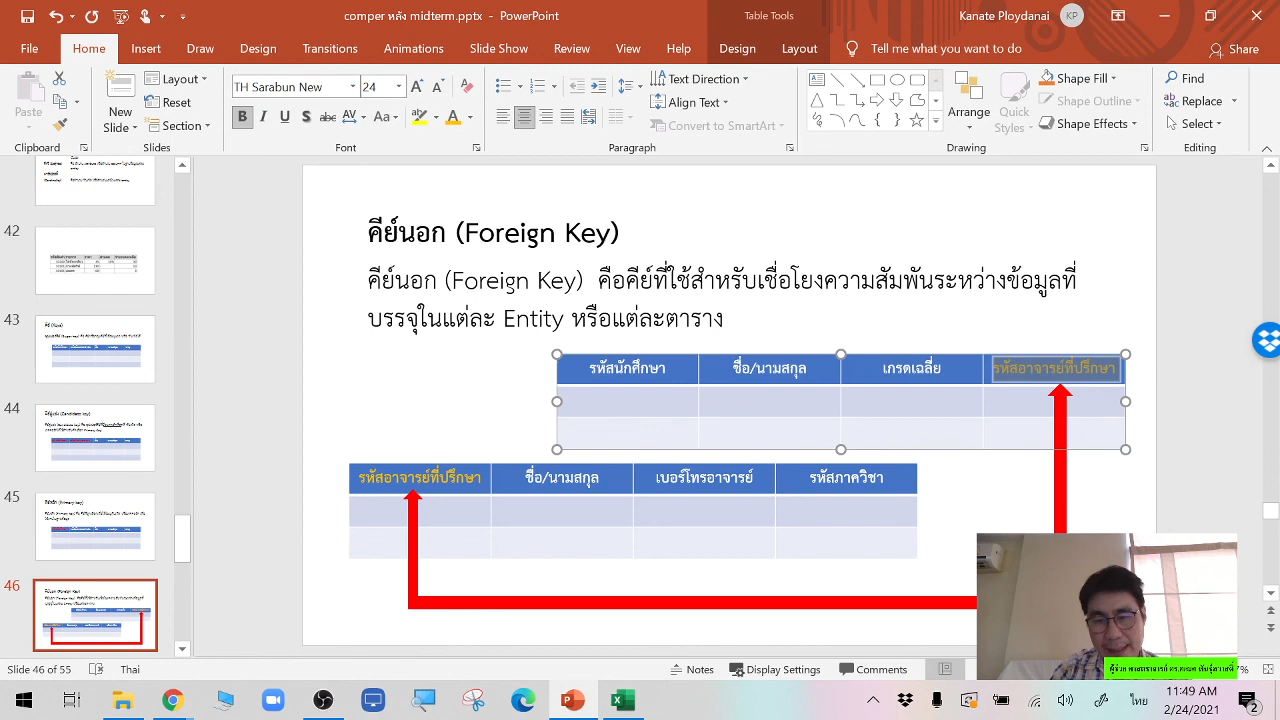 comper หลัง midterm.pptx - PowerPoint
Table Tools
Kanate Ploydanai
KP
File
Home
Insert
Draw
Design
Transitions
Animations
Slide Show
Review
View
Help
Design
Layout
Tell me what you want to do
Share
Paste
New
Slide
Layout
Reset
Section
TH Sarabun New
24
B I U S abc AV Aa
Text Direction
Align Text
Convert to SmartArt
Arrange
Quick
Styles
Shape Fill
Shape Outline
Shape Effects
Find
Replace
Select
Clipboard
Slides
Font
Paragraph
Drawing
Editing
42
43
44
45
46
คีย์นอก (Foreign Key)
คีย์นอก (Foreign Key) คือคีย์ที่ใช้สำหรับเชื่อโยงความสัมพันระหว่างข้อมูลที่
บรรจุในแต่ละ Entity หรือแต่ละตาราง
รหัสนักศึกษา ชื่อ/นามสกุล เกรดเฉลี่ย รหัสอาจารย์ที่ปรึกษา
รหัสอาจารย์ที่ปรึกษา ชื่อ/นามสกุล เบอร์โทรอาจารย์ รหัสภาควิชา
Slide 46 of 55
Thai
Notes
Display Settings
Comments
ไทย
11:49 AM
2/24/2021
2